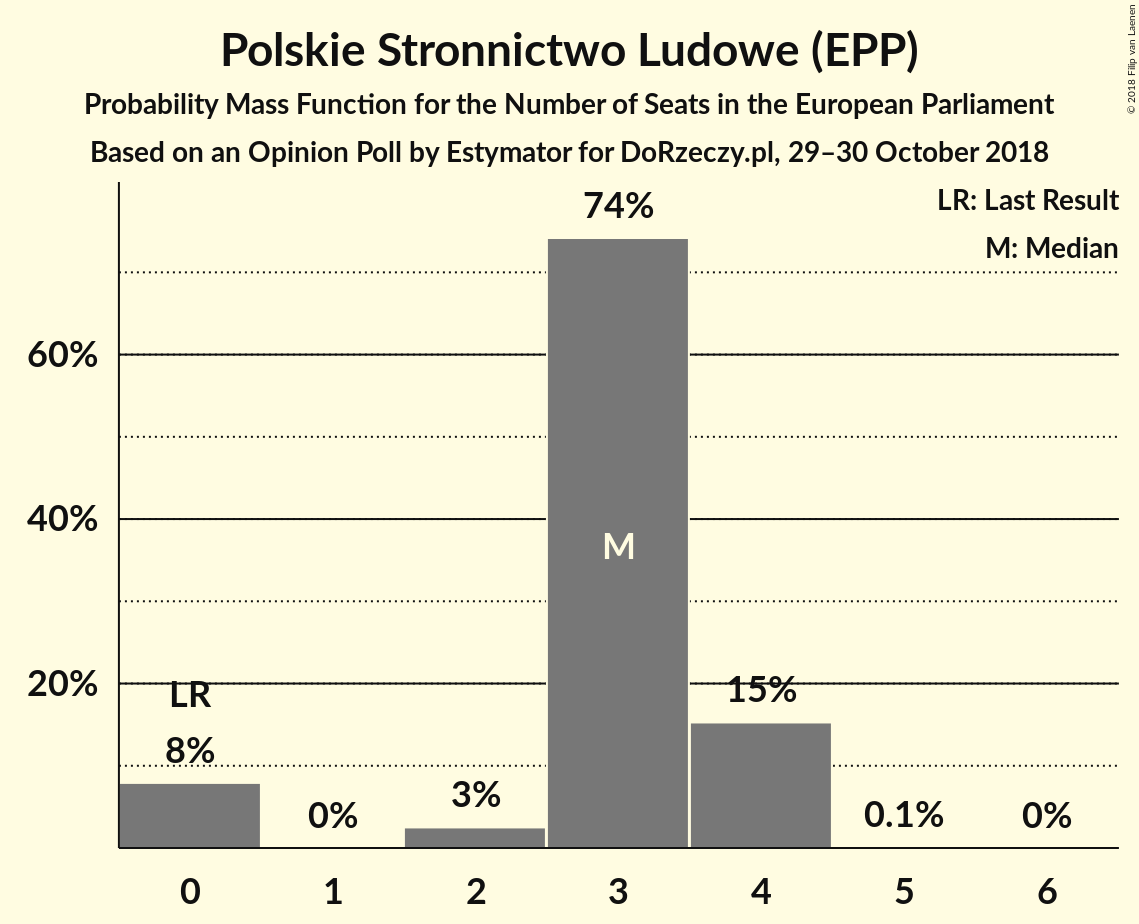 Polskie Stronnictwo Ludowe (EPP)
Probability Mass Function for the Number of Seats in the European Parliament
Based on an Opinion Poll by Estymator for DoRzeczy.pl, 29–30 October 2018
© 2018 Filip van Laenen
LR: Last Result
M: Median
74%
60%
40%
M
20%
LR
15%
8%
3%
0%
0.1%
0%
0 1 2 3 4 5 6